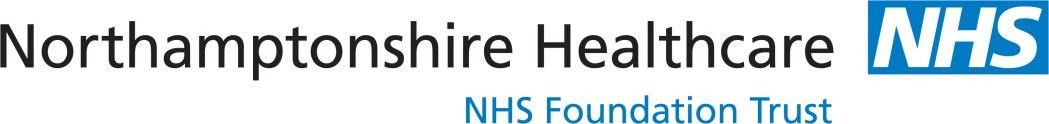 Northamptonshire Healthcare NHS
NHS Foundation Trust